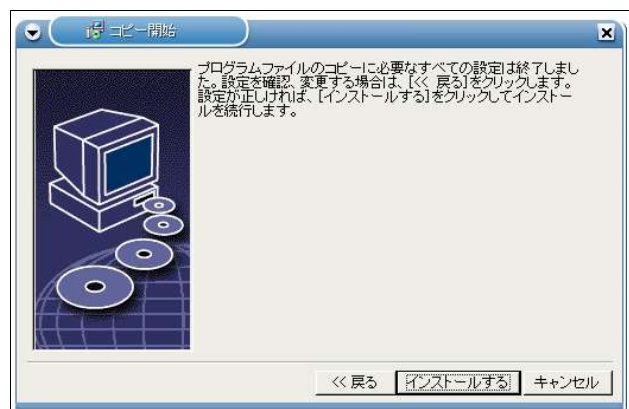 コピー開始
プログラムファイルのコピーに必要なすべての設定は終了しまし
た。設定を確認、変更する場合は、[<< 戻る]をクリックします。
設定が正しければ、[インストールする]をクリックしてインストー
ルを続行します。
<< 戻る インストールする キャンセル